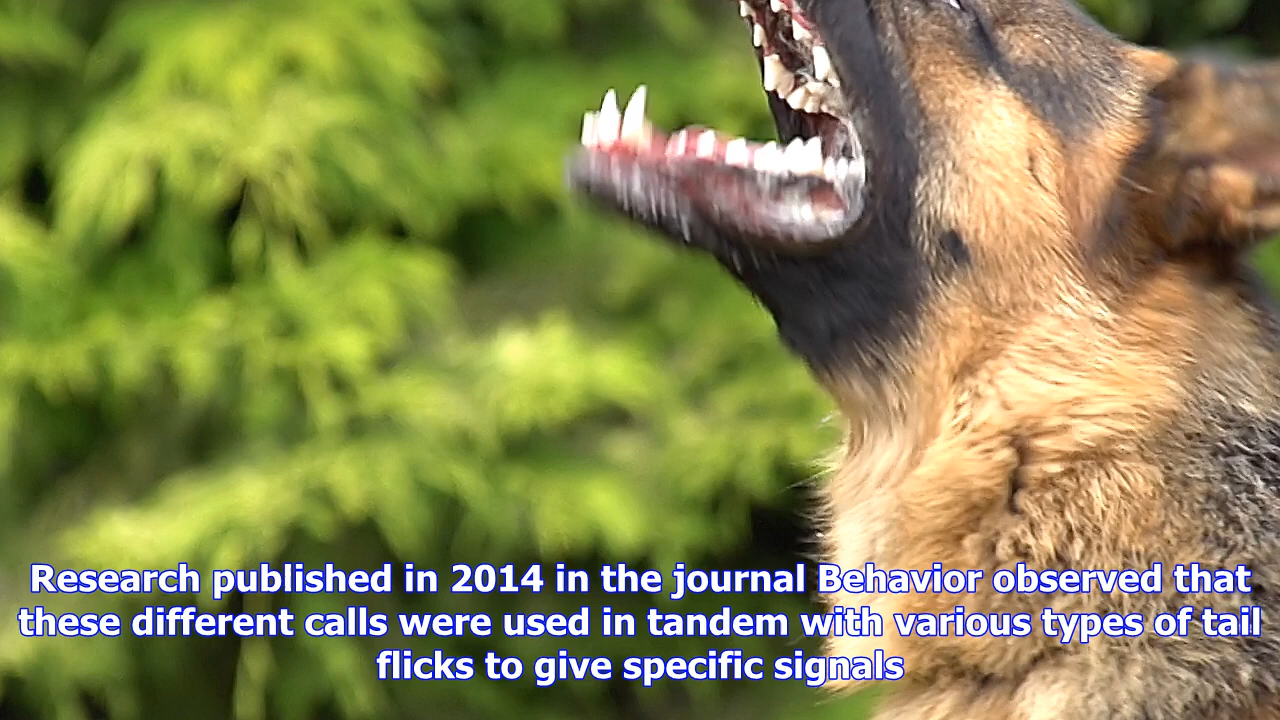 Research published in 2014 in the journal Behavior observed that
these different calls were used in tandem with various types of tail
flicks to give specific signals